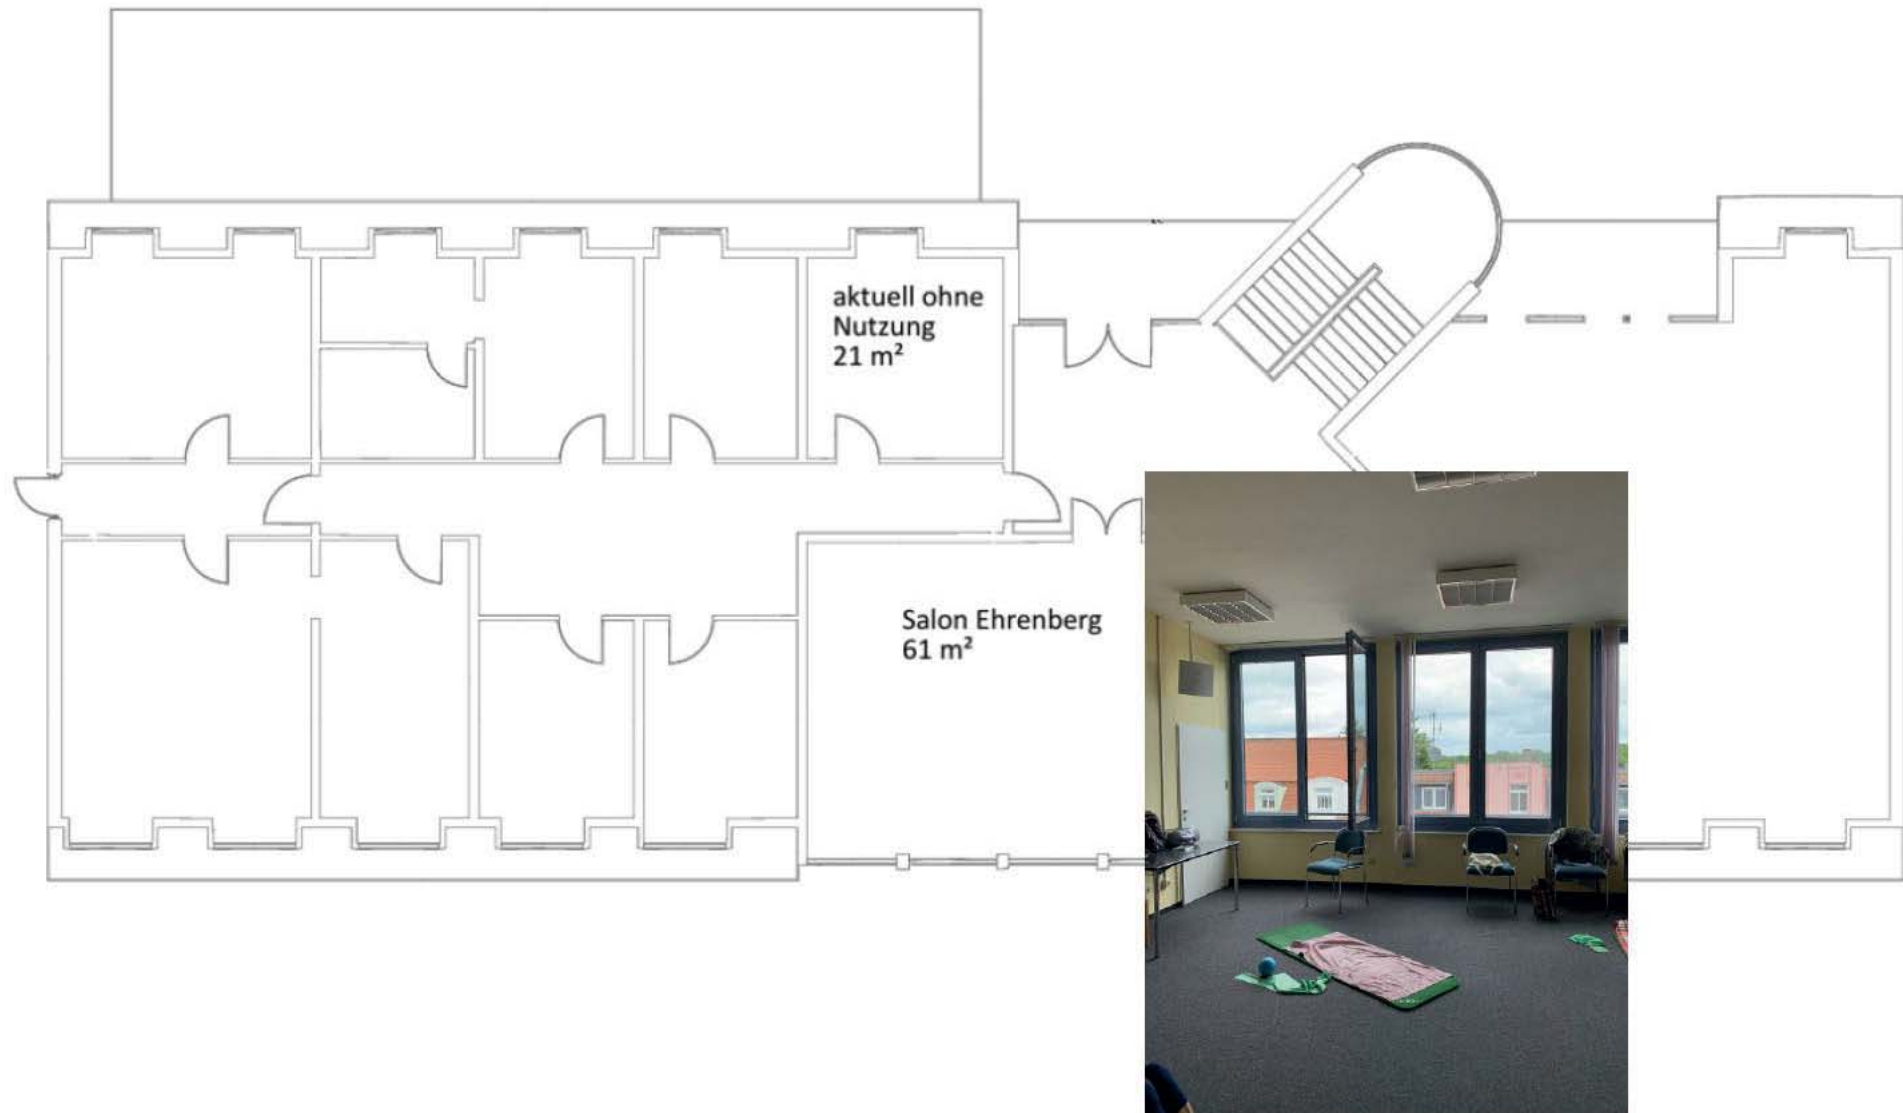 aktuell ohne
Nutzung
21 m²
Salon Ehrenberg
61 m²